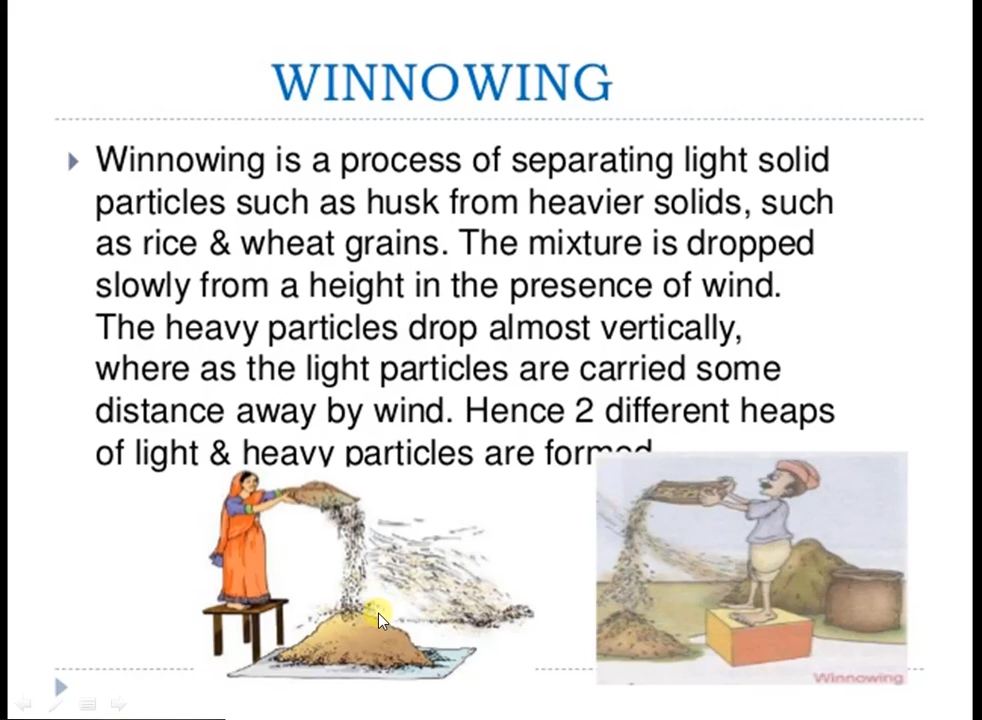 WINNOWING
Winnowing is a process of separating light solid
particles such as husk from heavier solids, such
as rice & wheat grains. The mixture is dropped
slowly from a height in the presence of wind.
The heavy particles drop almost vertically,
where as the light particles are carried some
distance away by wind. Hence 2 different heaps
of light & heavy particles are formed
Winnowing